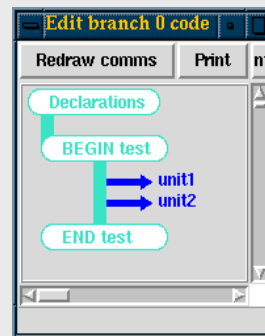 Edit branch 0 code
Redraw comms Print
Declarations
BEGIN test
unit1
unit2
END test